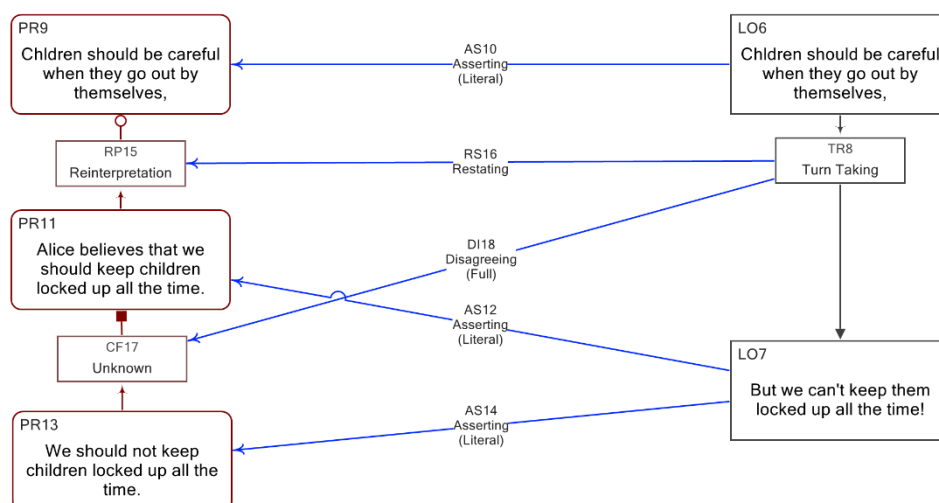 PR9
Chldren should be careful
when they go out by
themselves,
AS10
Asserting
(Literal)
LO6
Children should be careful
when they go out by
themselves,
RP15
Reinterpretation
RS16
Restating
TR8
Turn Taking
PR11
Alice believes that we
should keep children
locked up all the time.
DI18
Disagreeing
(Full)
AS12
Asserting
(Literal)
CF17
Unknown
LO7
But we can't keep them
locked up all the time!
AS14
Asserting
(Literal)
PR13
We should not keep
children locked up all the
time.